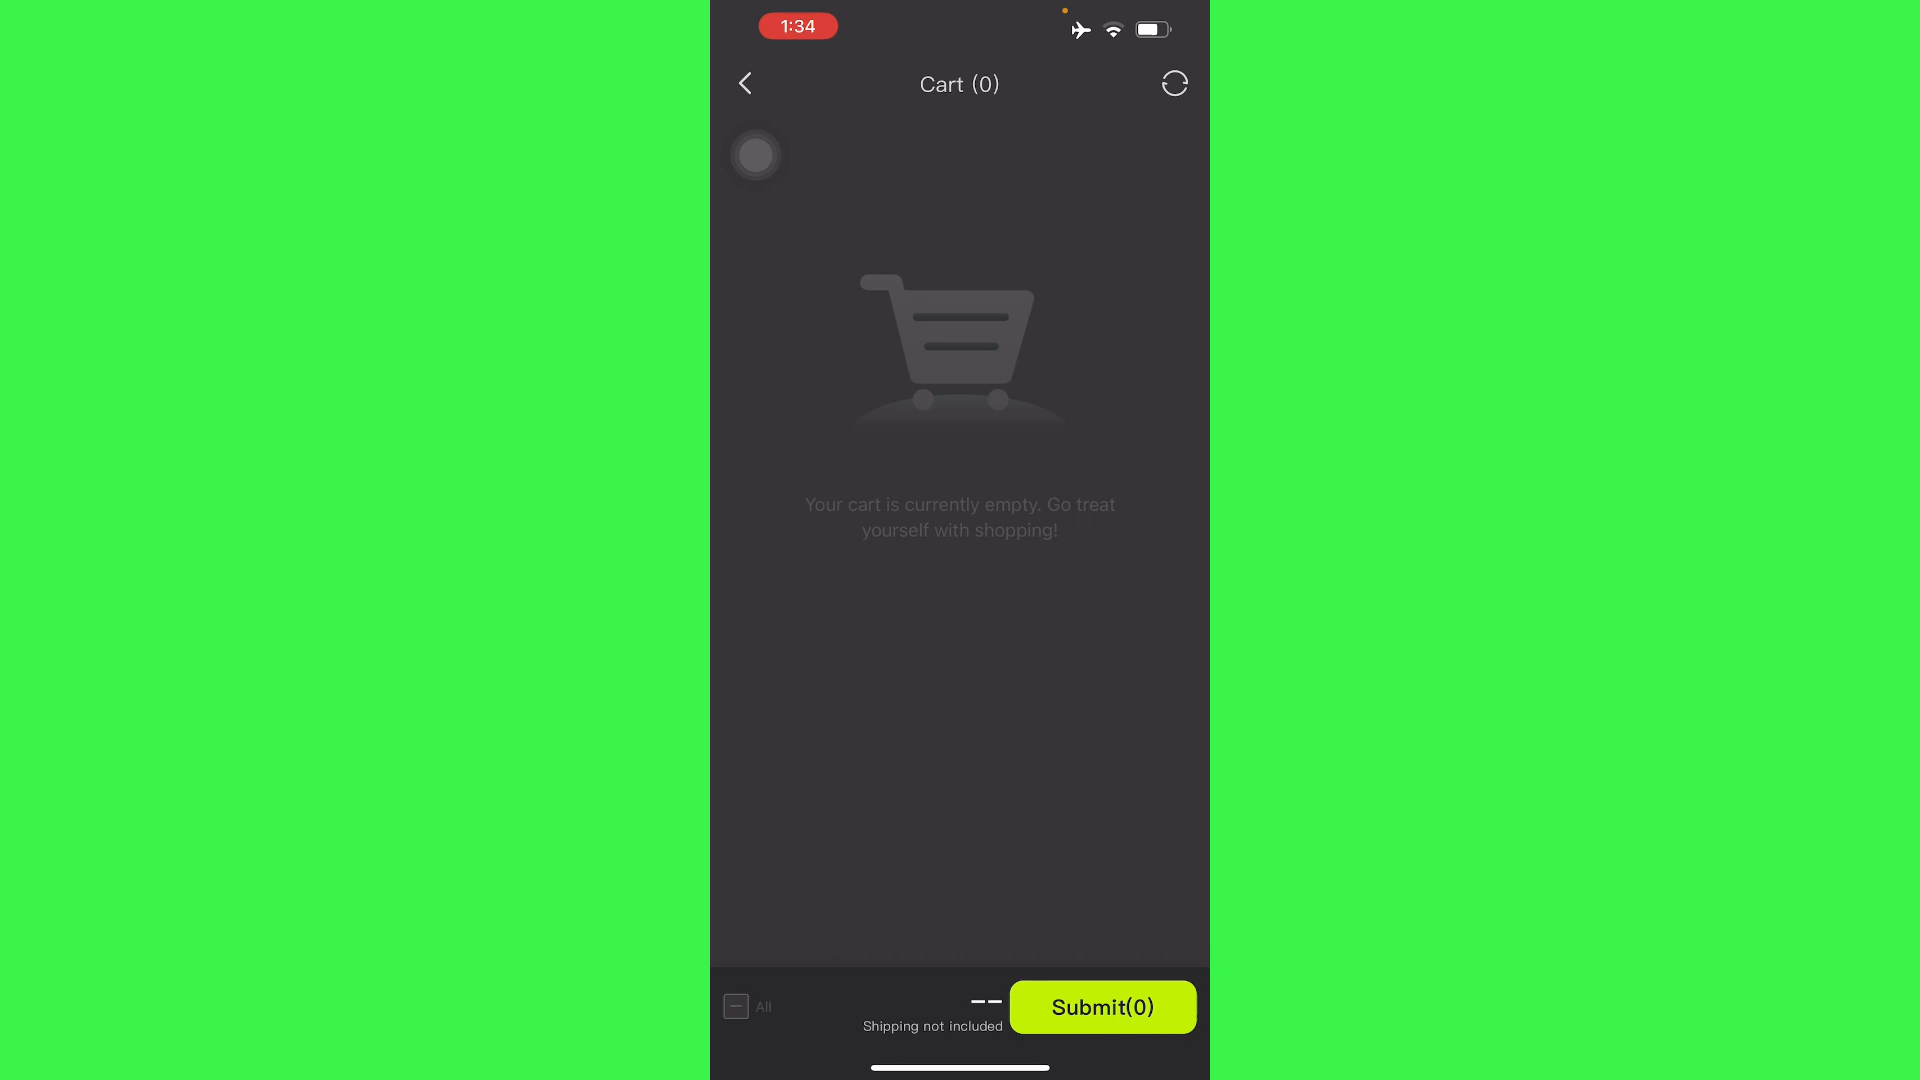 1:34
Cart (0)
Your cart is currently empty. Go treat
yourself with shopping!
All
--
Shipping not included
Submit(0)